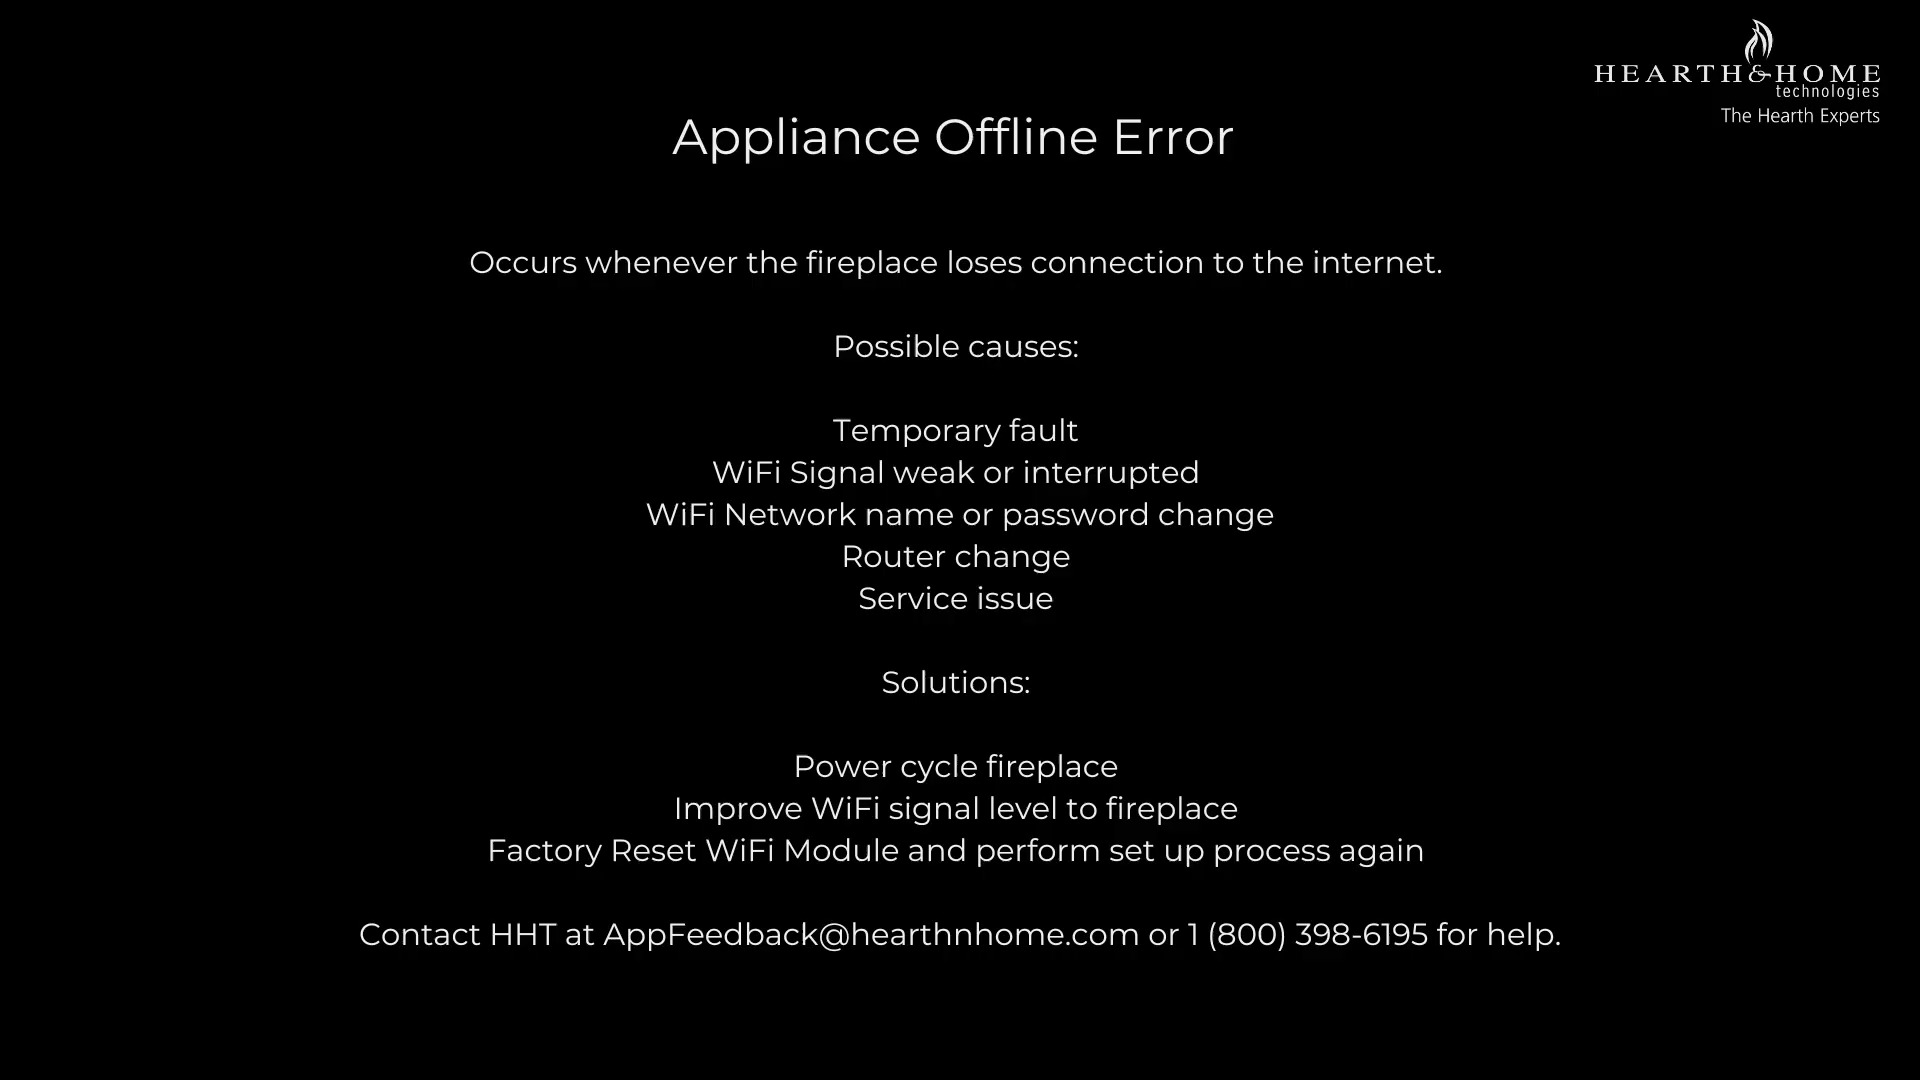 HEARTH & HOME
technologies
The Hearth Experts
Appliance Offline Error
Occurs whenever the fireplace loses connection to the internet.
Possible causes:
Temporary fault
WiFi Signal weak or interrupted
WiFi Network name or password change
Router change
Service issue
Solutions:
Power cycle fireplace
Improve WiFi signal level to fireplace
Factory Reset WiFi Module and perform set up process again
Contact HHT at AppFeedback@hearthnhome.com or 1 (800) 398-6195 for help.